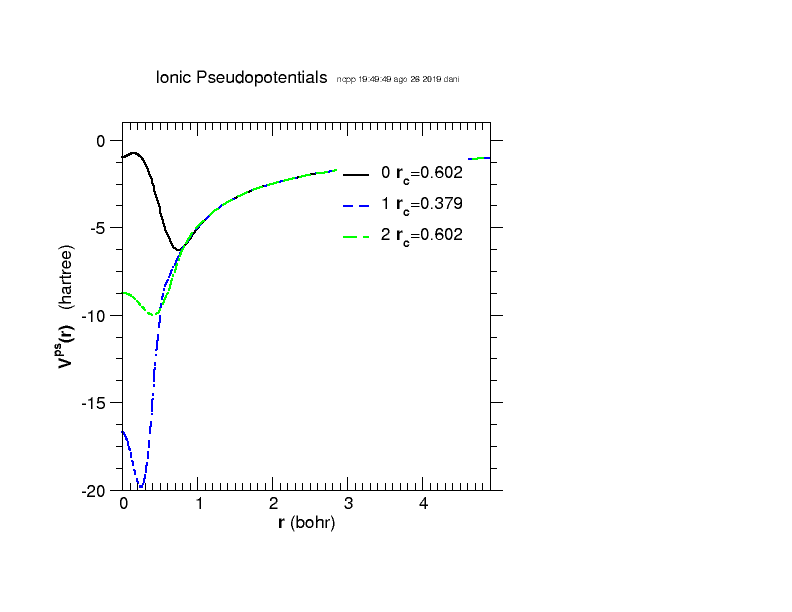 Ionic Pseudopotentials ncpp 19:49:49 ago 26 2019 dani
0
-5
-10
-15
-20
V^ps(r) (hartree)
0 r_c=0.602
1 r_c=0.379
2 r_c=0.602
0 1 2 3 4
r (bohr)